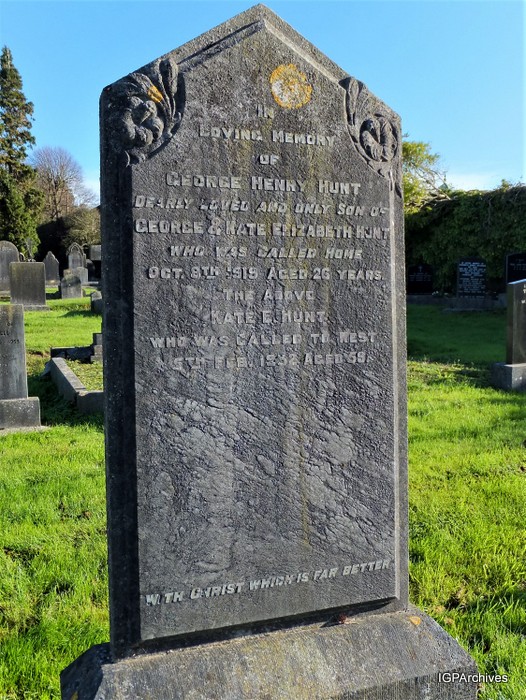 In
Loving Memory
of
George Henry Hunt
Dearly Loved and Only Son of
George & Kate Elizabeth Hunt
Who was Called Home
Oct. 8th 1919 Aged 26 Years.
The Above
Kate E. Hunt.
Who was Called to Rest
5th Feb. Aged
With Christ which is far better.
IGPArchives